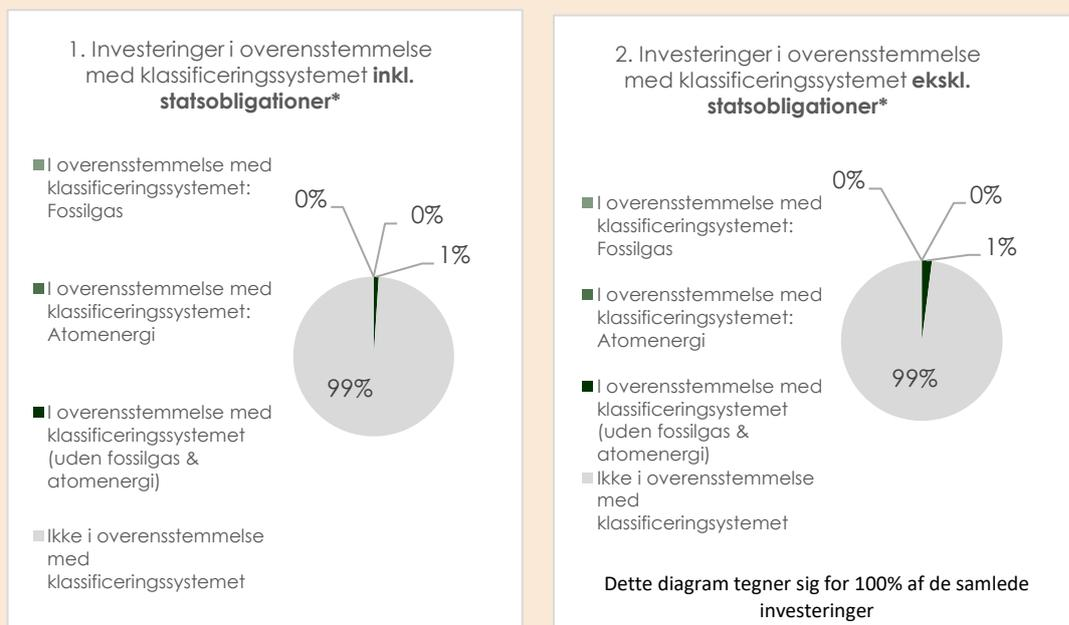 1. Investeringer i overensstemmelse
med klassificeringssystemet inkl.
statsobligationer*
I overensstemmelse med
klassificeringssystemet:
Fossilgas
I overensstemmelse med
klassificeringssystemet:
Atomenergi
I overensstemmelse med
klassificeringssystemet
(uden fossilgas &
atomenergi)
Ikke i overensstemmelse
med
klassificeringssystemet
0%
0%
1%
99%
2. Investeringer i overensstemmelse
med klassificeringssystemet ekskl.
statsobligationer*
I overensstemmelse med
klassificeringssystemet:
Fossilgas
I overensstemmelse med
klassificeringssystemet:
Atomenergi
I overensstemmelse med
klassificeringssystemet
(uden fossilgas &
atomenergi)
Ikke i overensstemmelse
med
klassificeringsystemet
0%
0%
1%
99%
Dette diagram tegner sig for 100% af de samlede
investeringer